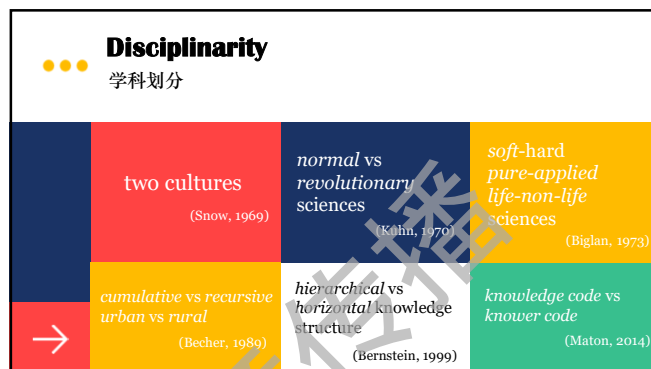 Disciplinarity
学科划分
two cultures
(Snow, 1969)
normal vs
revolutionary
sciences
(Kuhn, 1970)
soft-hard
pure-applied
life-non-life
sciences
(Biglan, 1973)
cumulative vs recursive
urban vs rural
(Becher, 1989)
hierarchical vs
horizontal knowledge
structure
(Bernstein, 1999)
knowledge code vs
knower code
(Maton, 2014)
传播